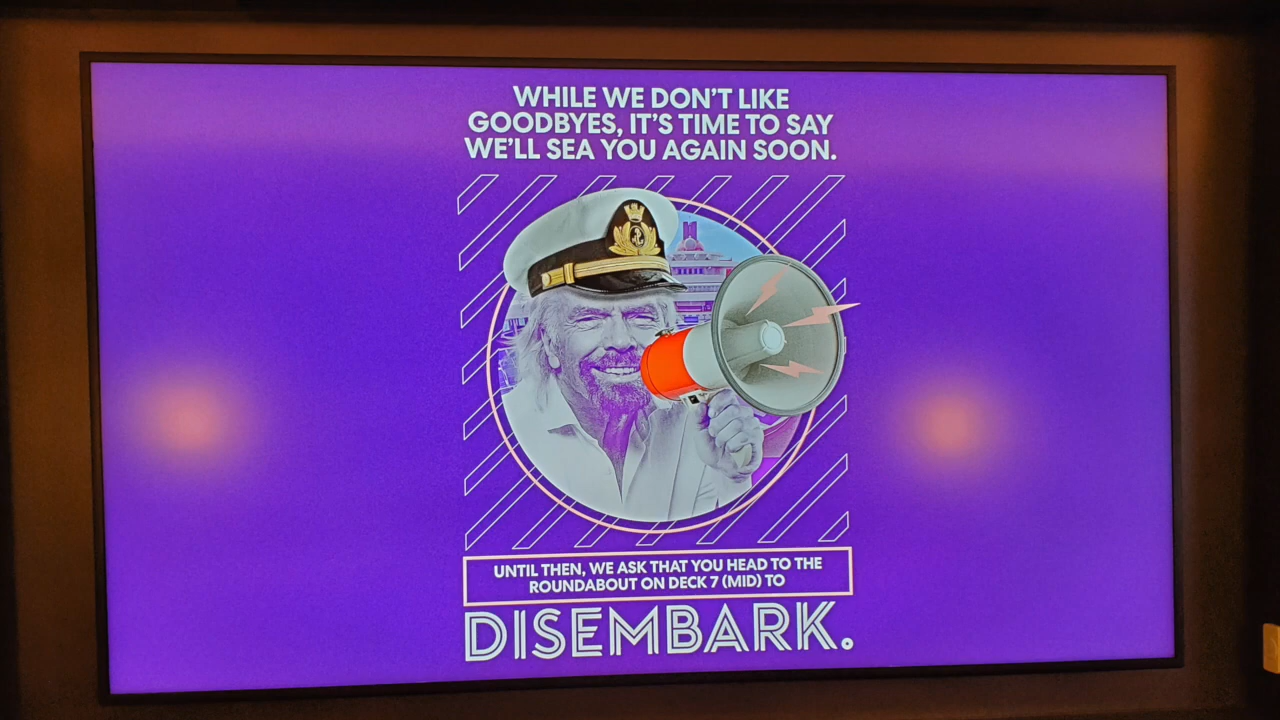 WHILE WE DON'T LIKE
GOODBYES, IT'S TIME TO SAY
WE'LL SEA YOU AGAIN SOON.
UNTIL THEN, WE ASK THAT YOU HEAD TO THE
ROUNDABOUT ON DECK 7 (MID) TO
DISEMBARK.